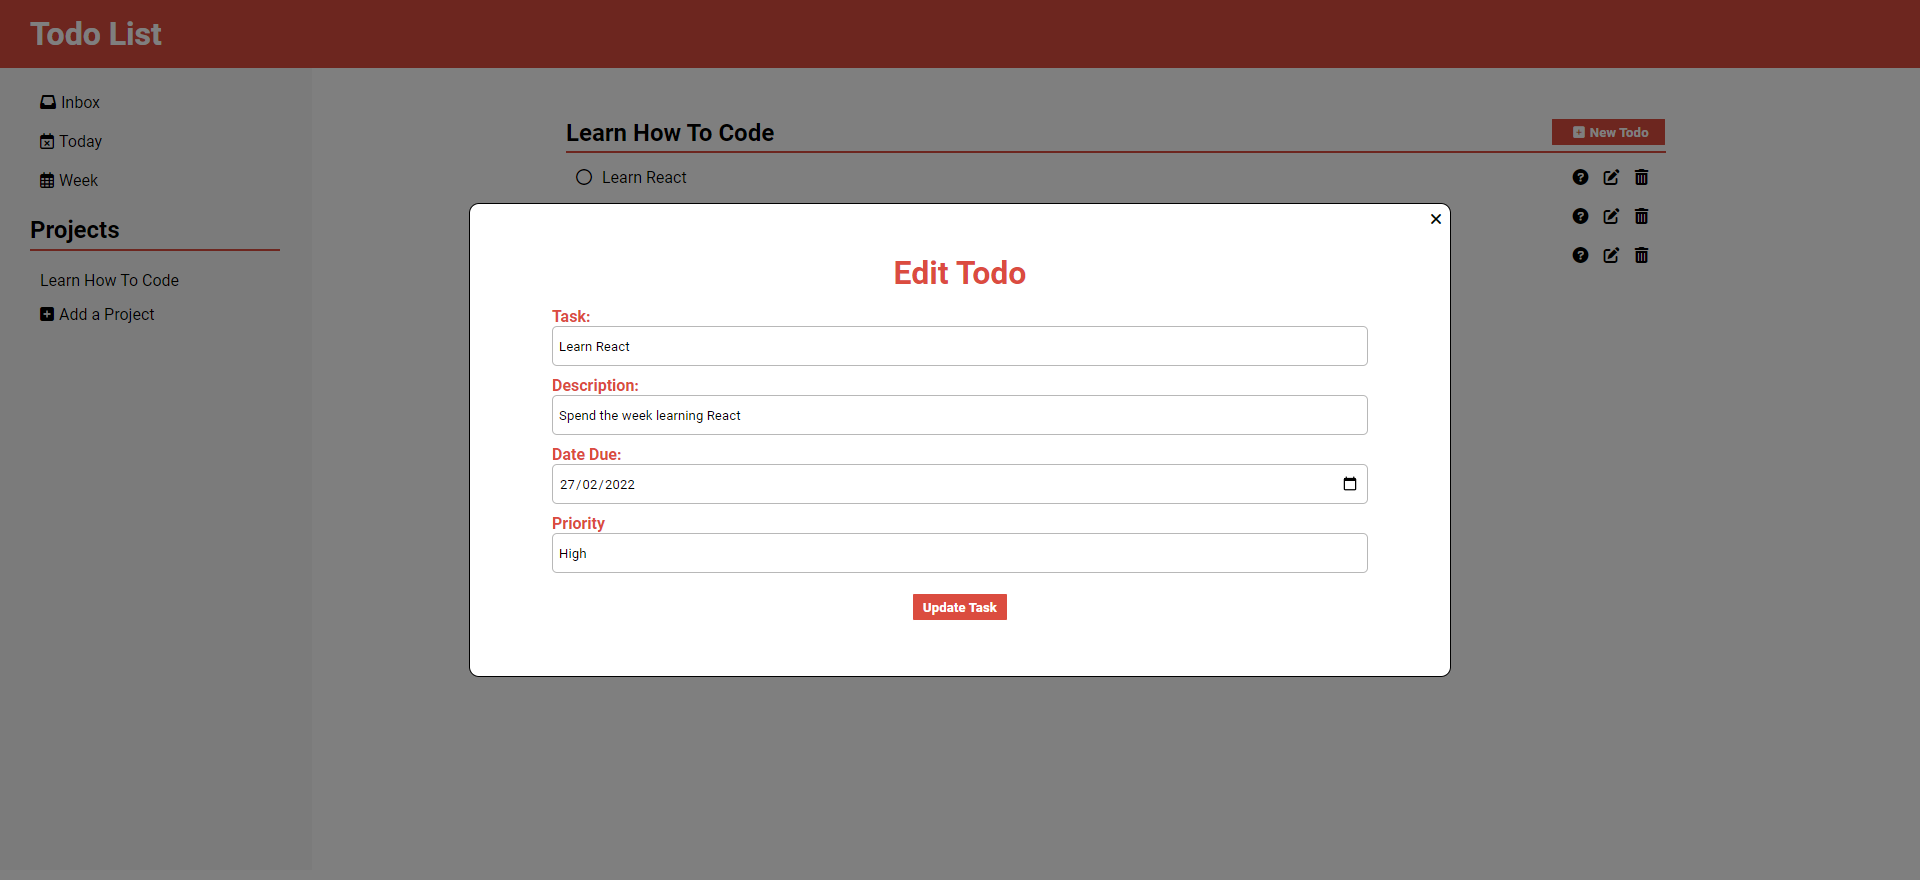 Todo List
Inbox
Today
Week
Projects
Learn How To Code
Add a Project
Learn How To Code
New Todo
Learn React
Edit Todo
Task:
Learn React
Description:
Spend the week learning React
Date Due:
27/02/2022
Priority
High
Update Task